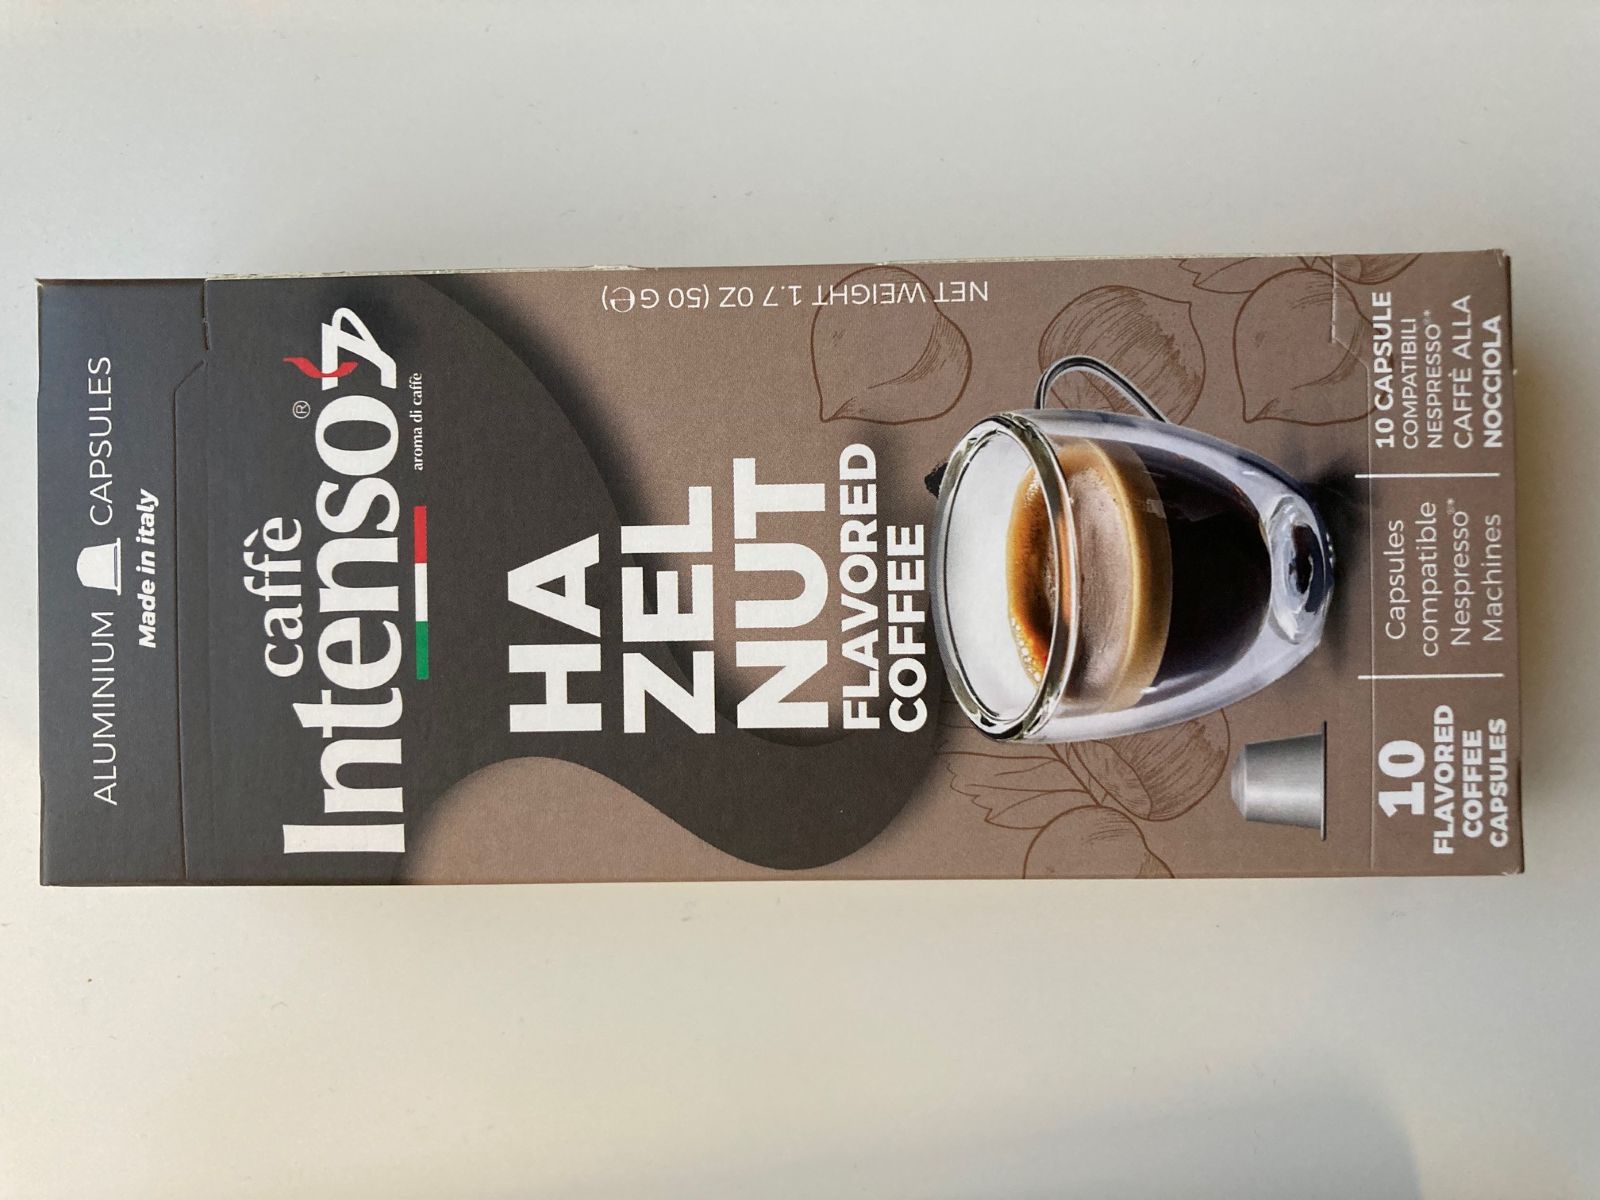 ALUMINIUM CAPSULES
Made in italy
caffè
Intenso ®
aroma di caffè
HA
ZEL
NUT
FLAVORED
COFFEE
NET WEIGHT 1.7 OZ (50 G℮)
10
FLAVORED
COFFEE
CAPSULES
Capsules
compatible
Nespresso®*
Machines
10 CAPSULE
COMPATIBILI
NESPRESSO®*
CAFFÈ ALLA
NOCCIOLA